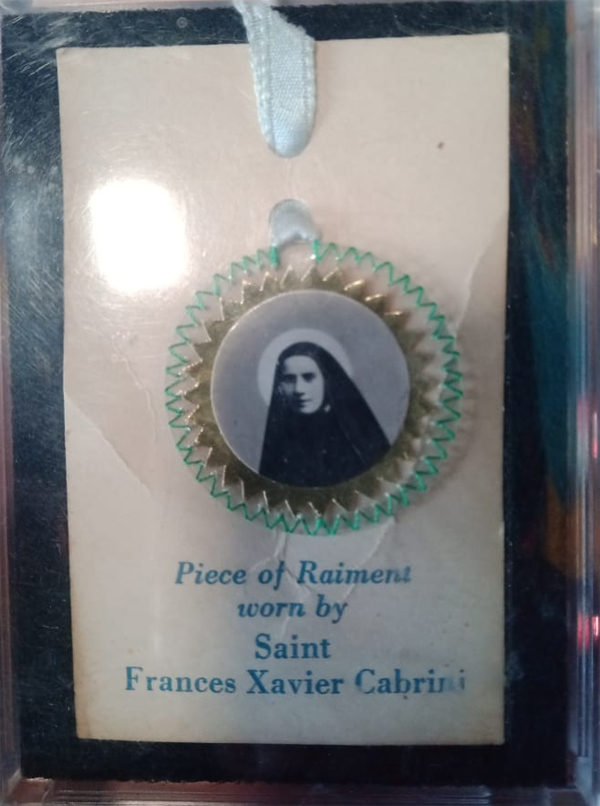 Piece of Raiment
worn by
Saint
Frances Xavier Cabrini